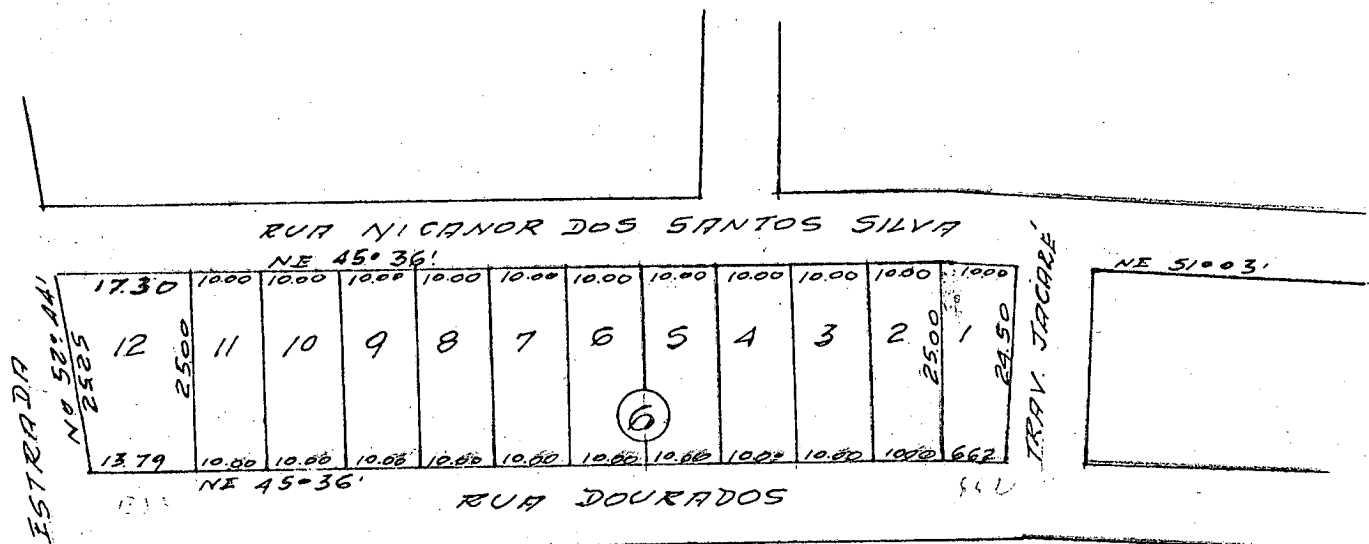 RUA NICANOR DOS SANTOS SILVA
NE 45° 36'
NE 51° 03'
17.30 10.00 10.00 10.00 10.00 10.00 10.00 10.00 10.00 10.00 10.00 10.00
ESTRADA
NO 52° 44'
2525
12 2500 11 10 9 8 7 6 5 4 3 2 25.00 1 24.50
TRAV. JACARÉ
6
13.79 10.00 10.00 10.00 10.00 10.00 10.00 10.00 10.00 10.00 10.00 662
NE 45° 36'
RUA DOURADOS